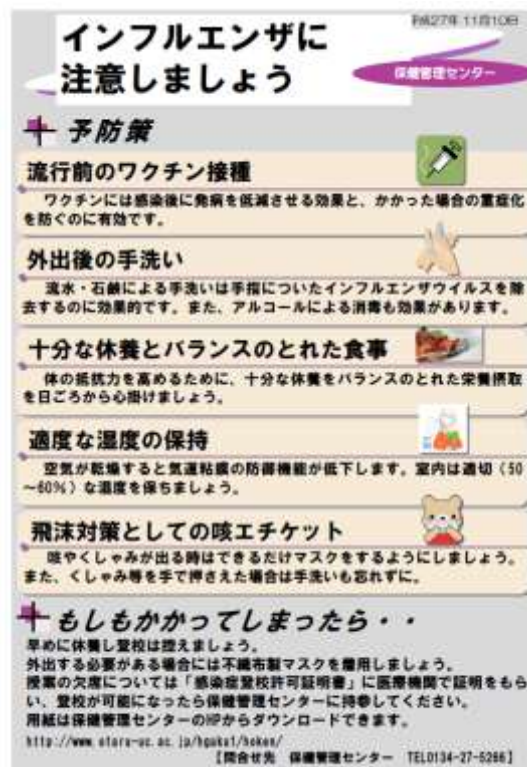 平成27年11月10日
インフルエンザに
注意しましょう
保健管理センター
予防策
流行前のワクチン接種
ワクチンには感染後に発病を低減させる効果と、かかった場合の重症化
を防ぐのに有効です。
外出後の手洗い
流水・石鹸による手洗いは手指についたインフルエンザウイルスを除
去するのに効果的です。また、アルコールによる消毒も効果があります。
十分な休養とバランスのとれた食事
体の抵抗力を高めるために、十分な休養をバランスのとれた栄養摂取
を日ごろから心掛けましょう。
適度な湿度の保持
空気が乾燥すると気道粘膜の防御機能が低下します。室内は適切（50
～60%）な湿度を保ちましょう。
飛沫対策としての咳エチケット
咳やくしゃみが出る時はできるだけマスクをするようにしましょう。
また、くしゃみ等を手で押さえた場合は手洗いも忘れずに。
もしもかかってしまったら・・
早めに休養し登校は控えましょう。
外出する必要がある場合には不織布製マスクを着用しましょう。
授業の欠席については「感染症登校許可証明書」に医療機関で証明をもら
い、登校が可能になったら保健管理センターに持参してください。
用紙は保健管理センターのHPからダウンロードできます。
http://www.otaru-uc.ac.jp/hgaku1/hoken/
【問合せ先　保健管理センター　TEL0134-27-5266】